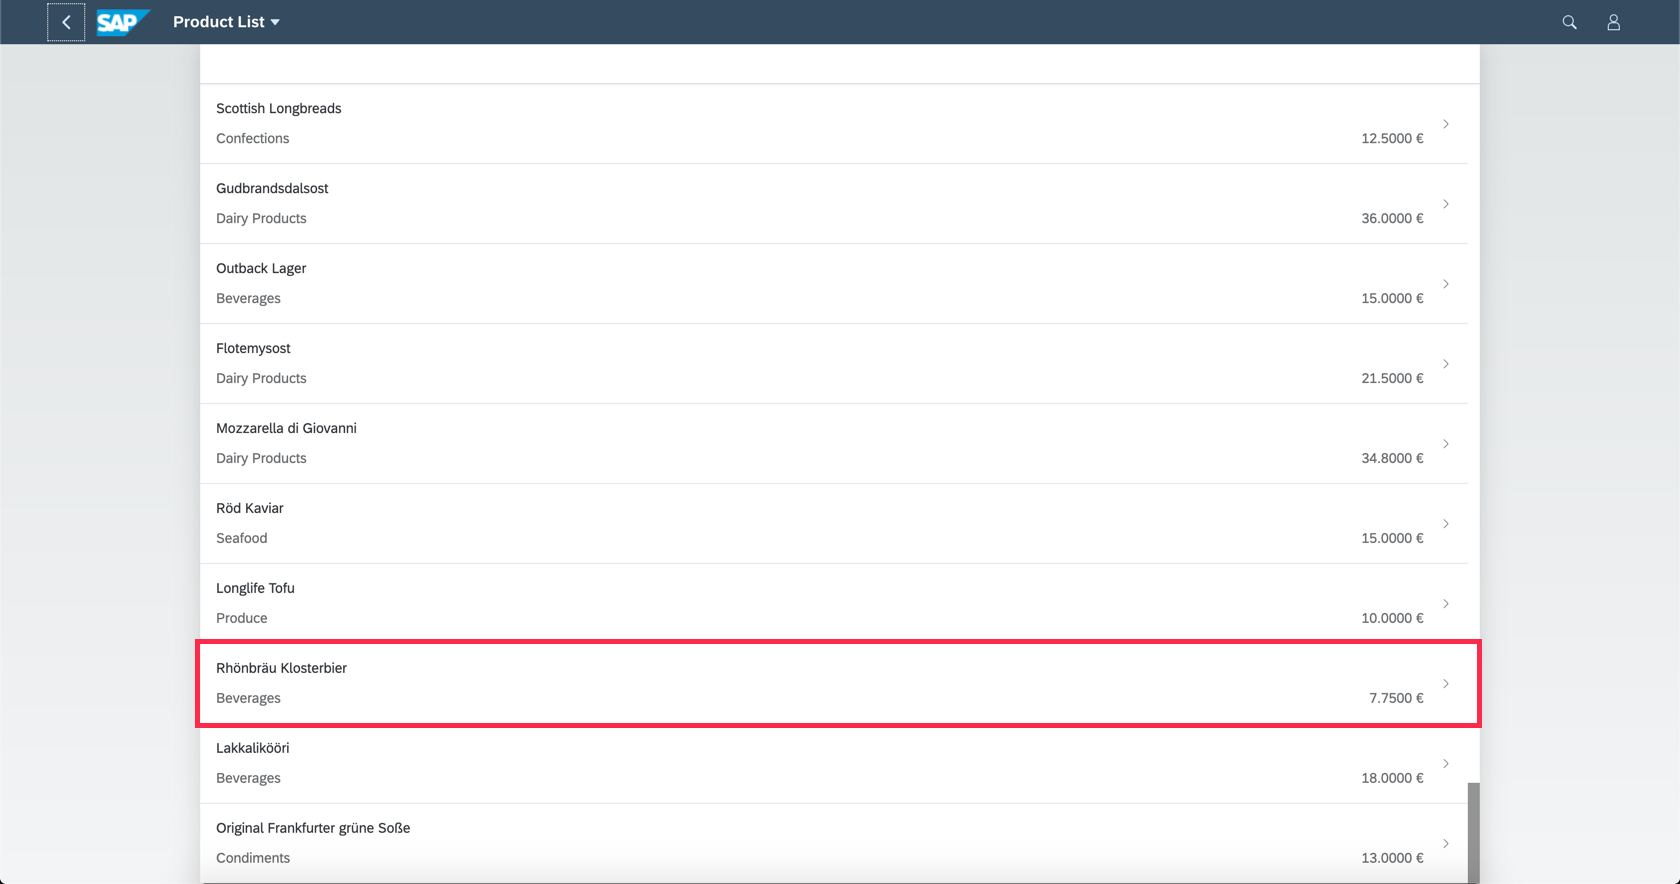 SAP Product List
Scottish Longbreads
Confections 12.5000 €
Gudbrandsdalsost
Dairy Products 36.0000 €
Outback Lager
Beverages 15.0000 €
Flotemysost
Dairy Products 21.5000 €
Mozzarella di Giovanni
Dairy Products 34.8000 €
Röd Kaviar
Seafood 15.0000 €
Longlife Tofu
Produce 10.0000 €
Rhönbräu Klosterbier
Beverages 7.7500 €
Lakkalikööri
Beverages 18.0000 €
Original Frankfurter grüne Soße
Condiments 13.0000 €